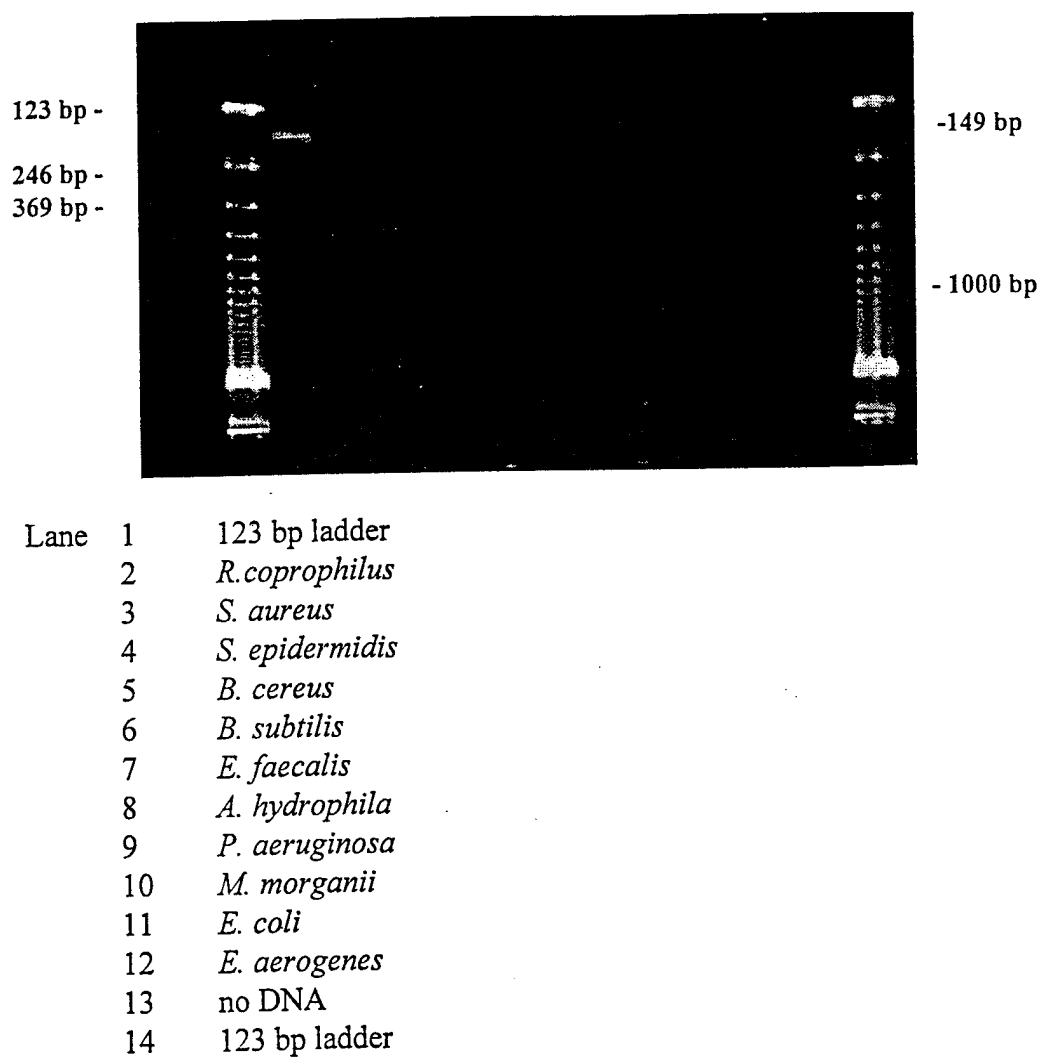 123 bp -
246 bp -
369 bp -
-149 bp
- 1000 bp
Lane 1 123 bp ladder
2 R.coprophilus
3 S. aureus
4 S. epidermidis
5 B. cereus
6 B. subtilis
7 E. faecalis
8 A. hydrophila
9 P. aeruginosa
10 M. morganii
11 E. coli
12 E. aerogenes
13 no DNA
14 123 bp ladder